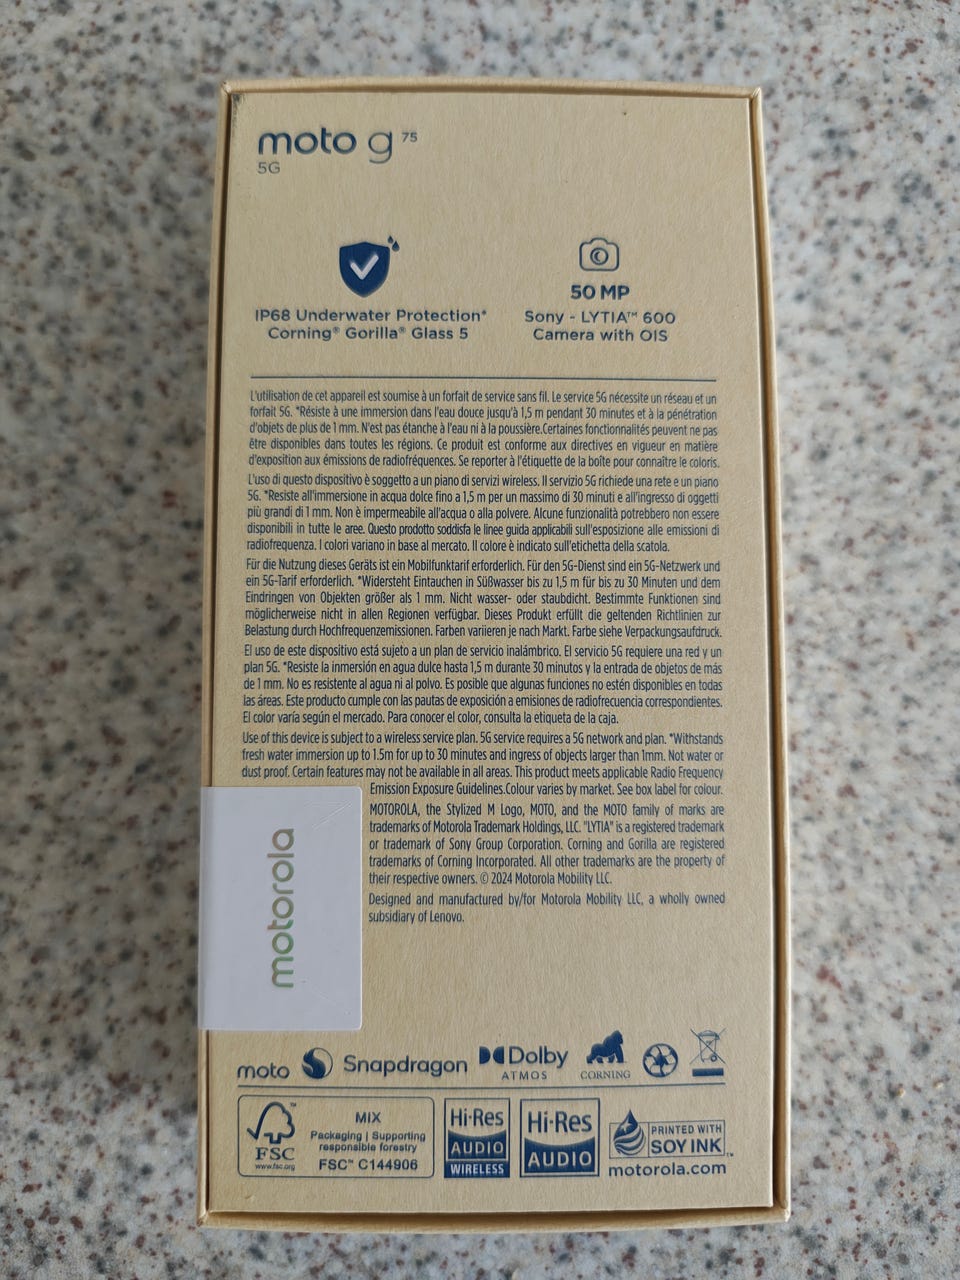 moto g 75
5G
IP68 Underwater Protection*
Corning® Gorilla® Glass 5
50 MP
Sony - LYTIA™ 600
Camera with OIS
L'utilisation de cet appareil est soumise à un forfait de service sans fil. Le service 5G nécessite un réseau et un
forfait 5G. *Résiste à une immersion dans l'eau douce jusqu'à 1,5 m pendant 30 minutes et à la pénétration
d'objets de plus de 1 mm. N'est pas étanche à l'eau ni à la poussière.Certaines fonctionnalités peuvent ne pas
être disponibles dans toutes les régions. Ce produit est conforme aux directives en vigueur en matière
d'exposition aux émissions de radiofréquences. Se reporter à l'étiquette de la boîte pour connaître le coloris.
L'uso di questo dispositivo è soggetto a un piano di servizi wireless. Il servizio 5G richiede una rete e un piano
5G. *Resiste all'immersione in acqua dolce fino a 1,5 m per un massimo di 30 minuti e all'ingresso di oggetti
più grandi di 1 mm. Non è impermeabile all'acqua o alla polvere. Alcune funzionalità potrebbero non essere
disponibili in tutte le aree. Questo prodotto soddisfa le linee guida applicabili sull'esposizione alle emissioni di
radiofrequenza. I colori variano in base al mercato. Il colore è indicato sull'etichetta della scatola.
Für die Nutzung dieses Geräts ist ein Mobilfunktarif erforderlich. Für den 5G-Dienst sind ein 5G-Netzwerk und
ein 5G-Tarif erforderlich. *Widersteht Eintauchen in Süßwasser bis zu 1,5 m für bis zu 30 Minuten und dem
Eindringen von Objekten größer als 1 mm. Nicht wasser- oder staubdicht. Bestimmte Funktionen sind
möglicherweise nicht in allen Regionen verfügbar. Dieses Produkt erfüllt die geltenden Richtlinien zur
Belastung durch Hochfrequenzemissionen. Farben variieren je nach Markt. Farbe siehe Verpackungsaufdruck.
El uso de este dispositivo está sujeto a un plan de servicio inalámbrico. El servicio 5G requiere una red y un
plan 5G. *Resiste la inmersión en agua dulce hasta 1,5 m durante 30 minutos y la entrada de objetos de más
de 1 mm. No es resistente al agua ni al polvo. Es posible que algunas funciones no estén disponibles en todas
las áreas. Este producto cumple con las pautas de exposición a emisiones de radiofrecuencia correspondientes.
El color varía según el mercado. Para conocer el color, consulta la etiqueta de la caja.
Use of this device is subject to a wireless service plan. 5G service requires a 5G network and plan. *Withstands
fresh water immersion up to 1.5m for up to 30 minutes and ingress of objects larger than 1mm. Not water or
dust proof. Certain features may not be available in all areas. This product meets applicable Radio Frequency
Emission Exposure Guidelines.Colour varies by market. See box label for colour.
MOTOROLA, the Stylized M Logo, MOTO, and the MOTO family of marks are
trademarks of Motorola Trademark Holdings, LLC. "LYTIA" is a registered trademark
or trademark of Sony Group Corporation. Corning and Gorilla are registered
trademarks of Corning Incorporated. All other trademarks are the property of
their respective owners. © 2024 Motorola Mobility LLC.
Designed and manufactured by/for Motorola Mobility LLC, a wholly owned
subsidiary of Lenovo.
motorola
moto
Snapdragon
Dolby
ATMOS
CORNING
FSC™
www.fsc.org
MIX
Packaging | Supporting
responsible forestry
FSC™ C144906
Hi-Res
AUDIO
WIRELESS
Hi-Res
AUDIO
PRINTED WITH
SOY INK™
motorola.com